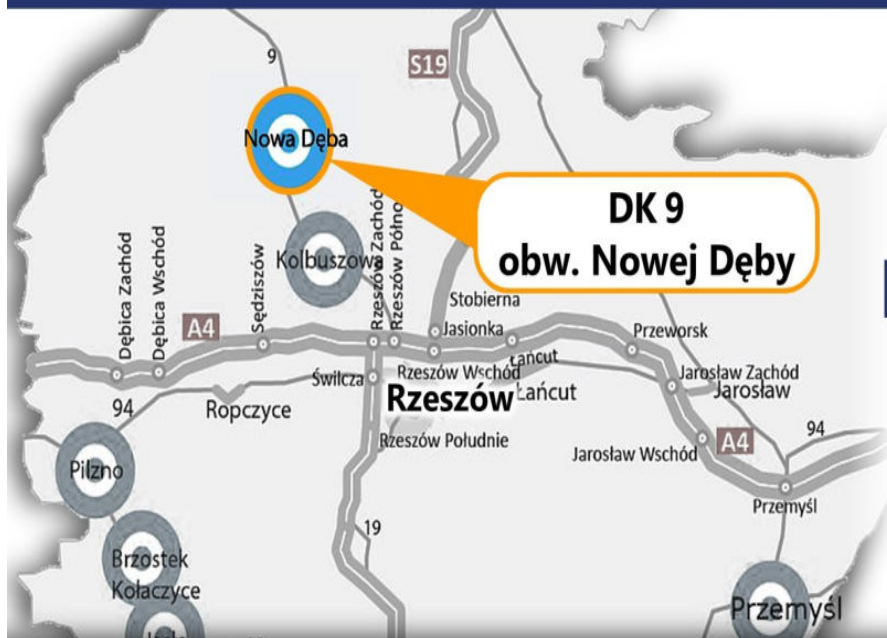 9
S19
Nowa Dęba
DK 9
obw. Nowej Dęby
Kolbuszowa
Rzeszów Zachód
Rzeszów Półno
Stobierna
Dębica Zachód
Dębica Wschód
Sędziszów
A4
Jasionka
Przeworsk
Łańcut
Rzeszów Wschód
Świlcza
Jarosław Zachód
Jarosław
Łańcut
Rzeszów
94
Ropczyce
94
Rzeszów Południe
A4
Jarosław Wschód
Pilzno
Przemyśl
19
Brzostek
Kołaczyce
Przemyśl